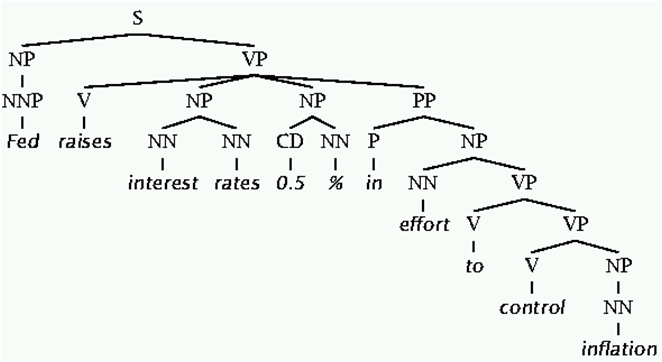 S
NP VP
NNP V NP NP PP
Fed raises NN NN CD NN P NP
interest rates 0.5 % in NN VP
effort V VP
to V NP
control NN
inflation